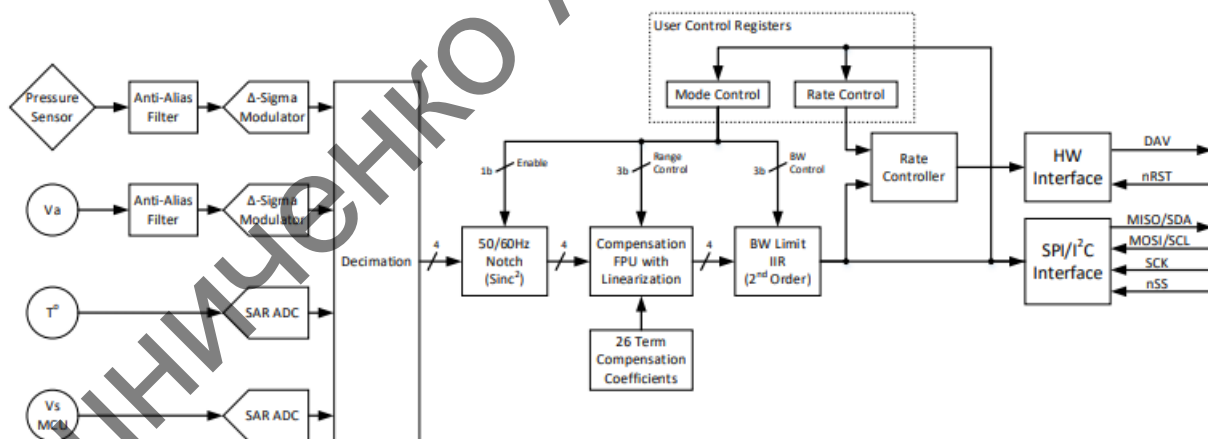 User Control Registers
Mode Control
Rate Control
Pressure
Sensor
Anti-Alias
Filter
Δ-Sigma
Modulator
Va
Anti-Alias
Filter
Δ-Sigma
Modulator
T°
SAR ADC
Vs
MCU
SAR ADC
Decimation
4
1b
Enable
50/60Hz
Notch
(Sinc²)
4
3b
Range
Control
Compensation
FPU with
Linearization
26 Term
Compensation
Coefficients
4
3b
BW
Control
BW Limit
IIR
(2nd Order)
Rate
Controller
HW
Interface
DAV
nRST
SPI/I²C
Interface
MISO/SDA
MOSI/SCL
SCK
nSS